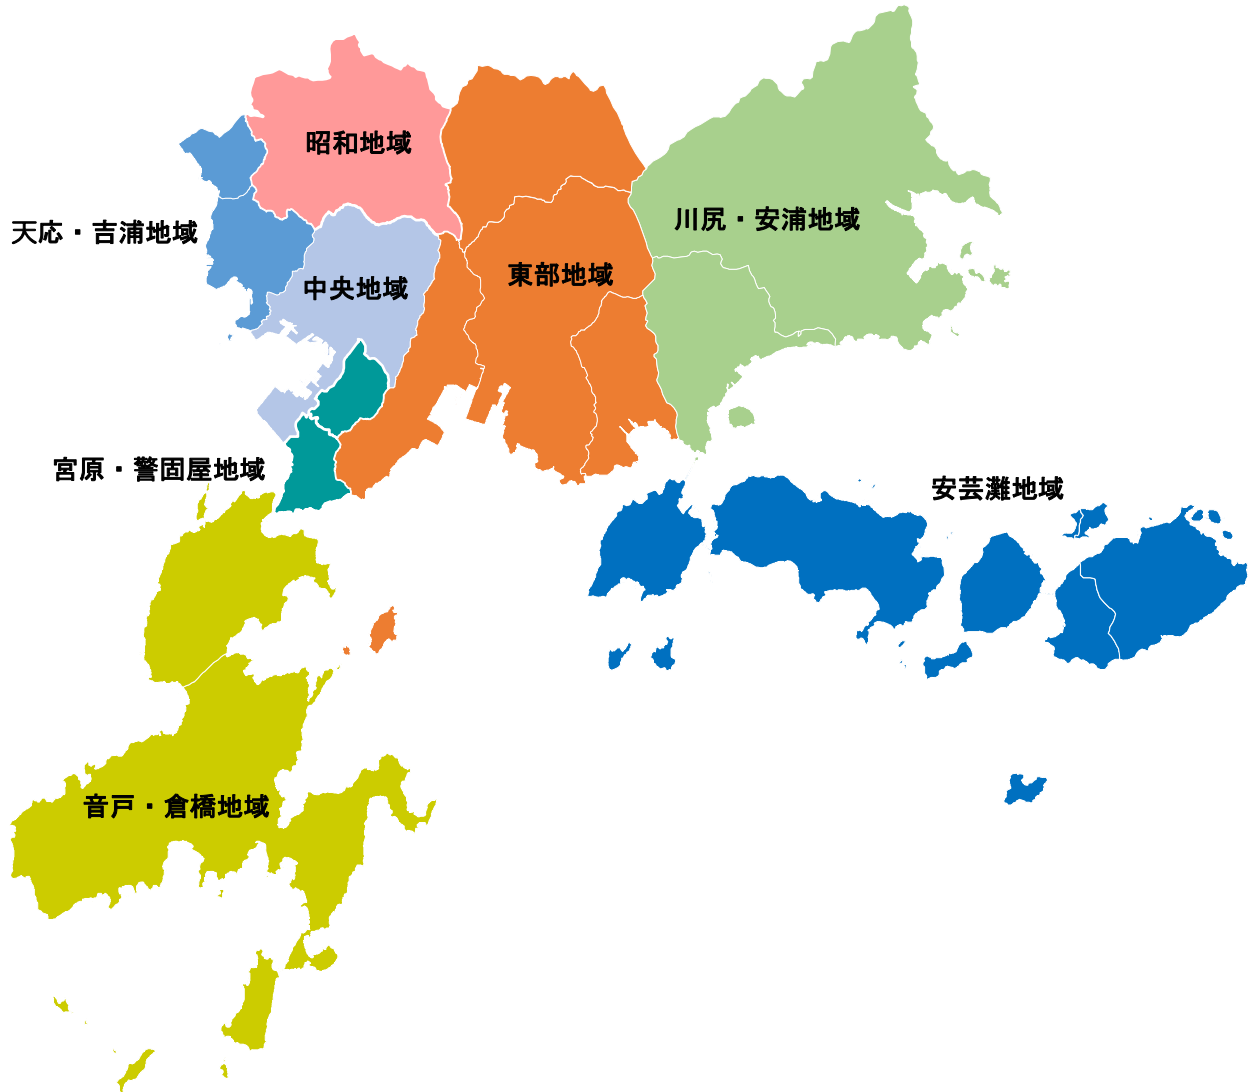 昭和地域
川尻・安浦地域
天応・吉浦地域
東部地域
中央地域
宮原・警固屋地域
安芸灘地域
音戸・倉橋地域